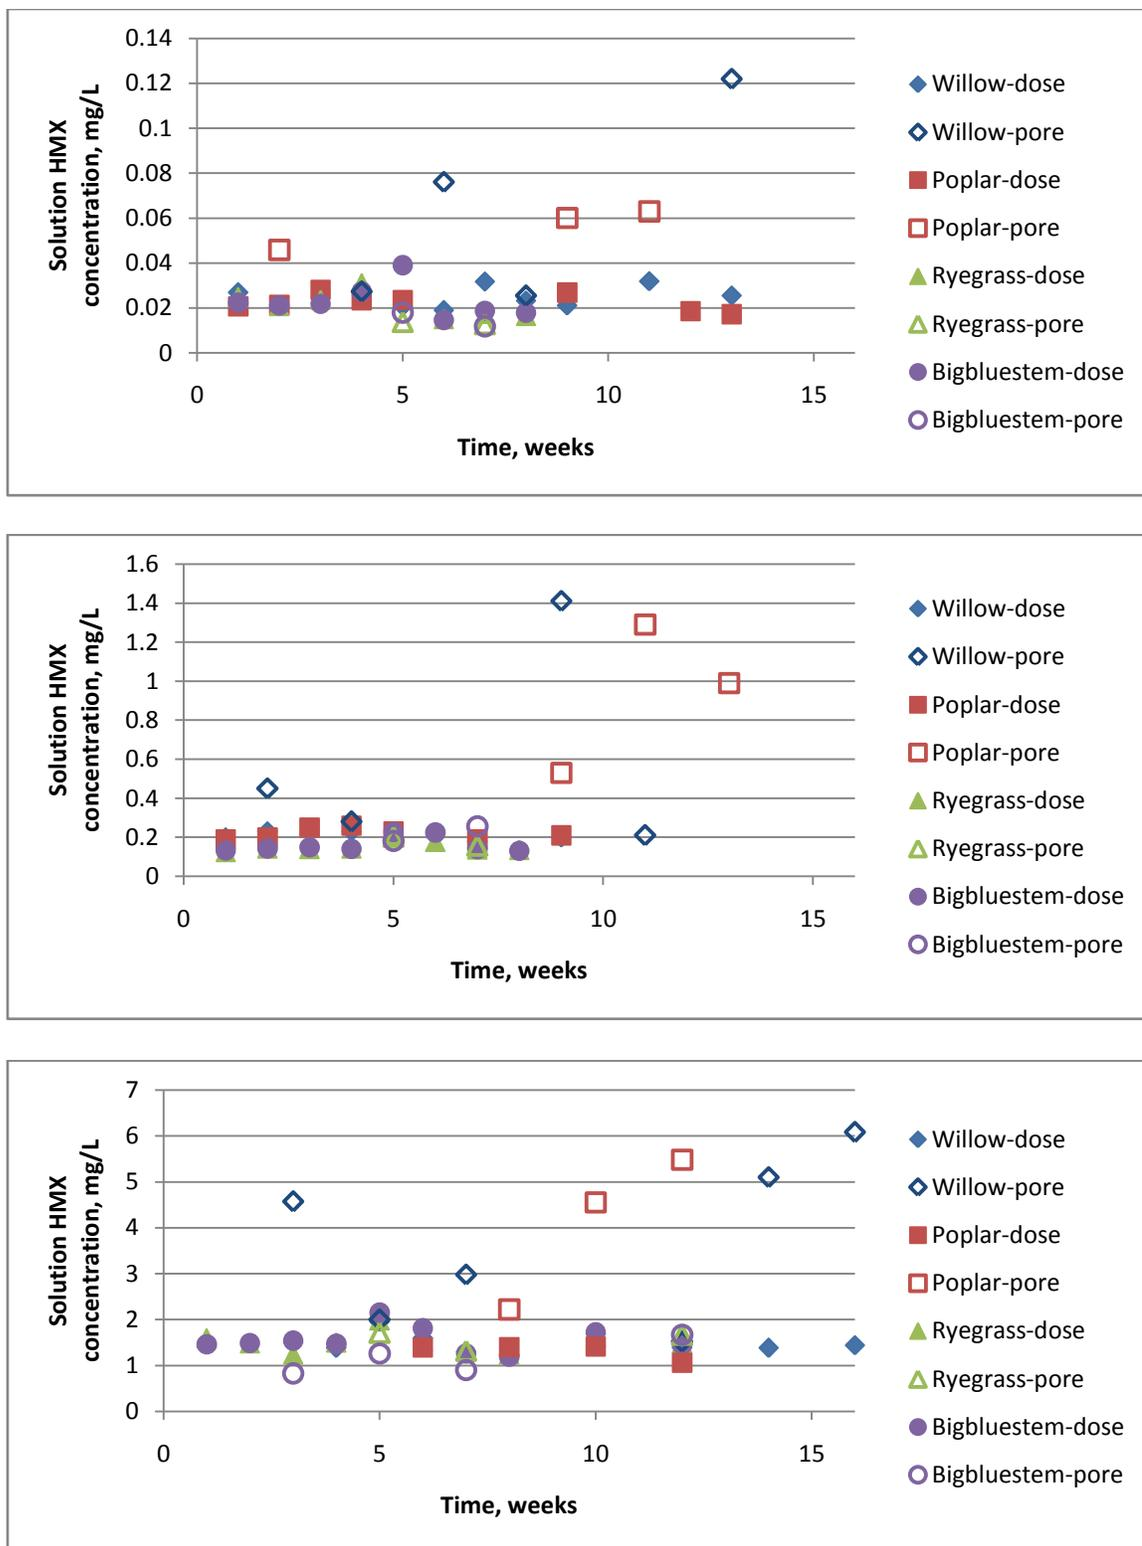 0.14
0.12
0.1
0.08
0.06
0.04
0.02
0
0 5 10 15
Solution HMX
concentration, mg/L
Time, weeks
Willow-dose
Willow-pore
Poplar-dose
Poplar-pore
Ryegrass-dose
Ryegrass-pore
Bigbluestem-dose
Bigbluestem-pore
1.6
1.4
1.2
1
0.8
0.6
0.4
0.2
0
0 5 10 15
Solution HMX
concentration, mg/L
Time, weeks
Willow-dose
Willow-pore
Poplar-dose
Poplar-pore
Ryegrass-dose
Ryegrass-pore
Bigbluestem-dose
Bigbluestem-pore
7
6
5
4
3
2
1
0
0 5 10 15
Solution HMX
concentration, mg/L
Time, weeks
Willow-dose
Willow-pore
Poplar-dose
Poplar-pore
Ryegrass-dose
Ryegrass-pore
Bigbluestem-dose
Bigbluestem-pore